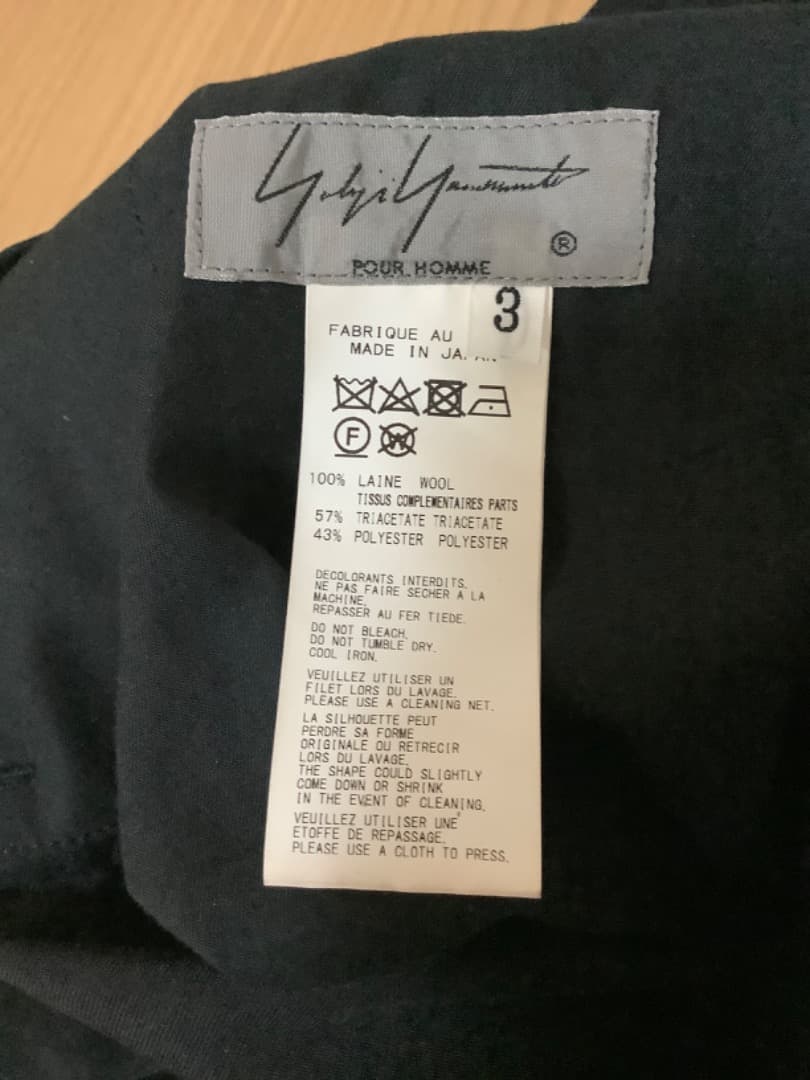 Yohji Yamamoto
®
POUR HOMME
3
FABRIQUE AU
MADE IN JAPAN
F
W
100% LAINE WOOL
TISSUS COMPLEMENTAIRES PARTS
57% TRIACETATE TRIACETATE
43% POLYESTER POLYESTER
DECOLORANTS INTERDITS.
NE PAS FAIRE SECHER A LA
MACHINE.
REPASSER AU FER TIEDE.
DO NOT BLEACH.
DO NOT TUMBLE DRY.
COOL IRON.
VEUILLEZ UTILISER UN
FILET LORS DU LAVAGE.
PLEASE USE A CLEANING NET.
LA SILHOUETTE PEUT
PERDRE SA FORME
ORIGINALE OU RETRECIR
LORS DU LAVAGE.
THE SHAPE COULD SLIGHTLY
COME DOWN OR SHRINK
IN THE EVENT OF CLEANING.
VEUILLEZ UTILISER UNE
ETOFFE DE REPASSAGE.
PLEASE USE A CLOTH TO PRESS.